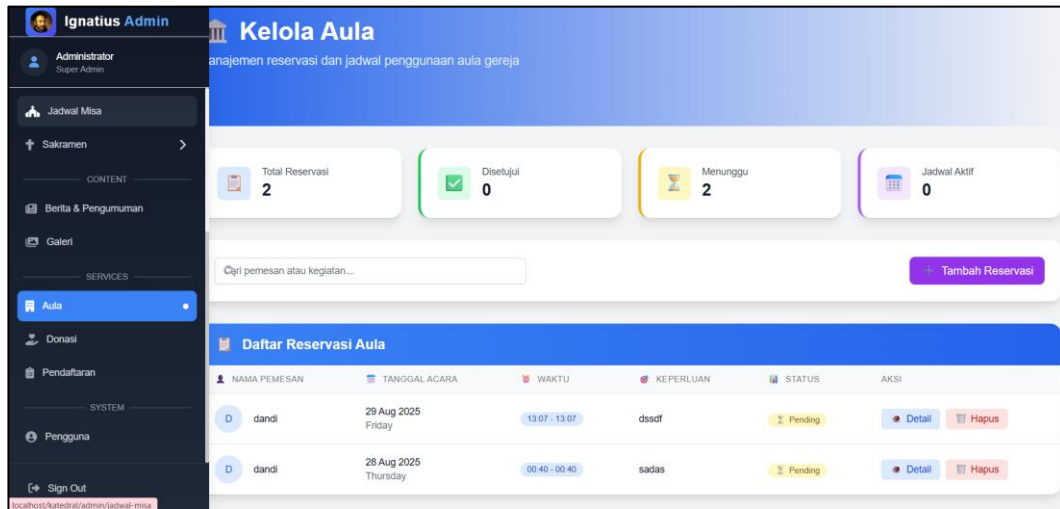 Ignatius Admin
Administrator
Super Admin
Jadwal Misa
Sakramen
CONTENT
Berita & Pengumuman
Galeri
SERVICES
Aula
Donasi
Pendaftaran
SYSTEM
Pengguna
Sign Out
localhost/katedral/admin/jadwal-misa
Kelola Aula
anajemen reservasi dan jadwal penggunaan aula gereja
Total Reservasi
2
Disetujui
0
Menunggu
2
Jadwal Aktif
0
Cari pemesan atau kegiatan...
+ Tambah Reservasi
Daftar Reservasi Aula
NAMA PEMESAN TANGGAL ACARA WAKTU KEPERLUAN STATUS AKSI
D dandi 29 Aug 2025 13:07 - 13:07 dssdf Pending Detail Hapus
Friday
D dandi 28 Aug 2025 00:40 - 00:40 sadas Pending Detail Hapus
Thursday